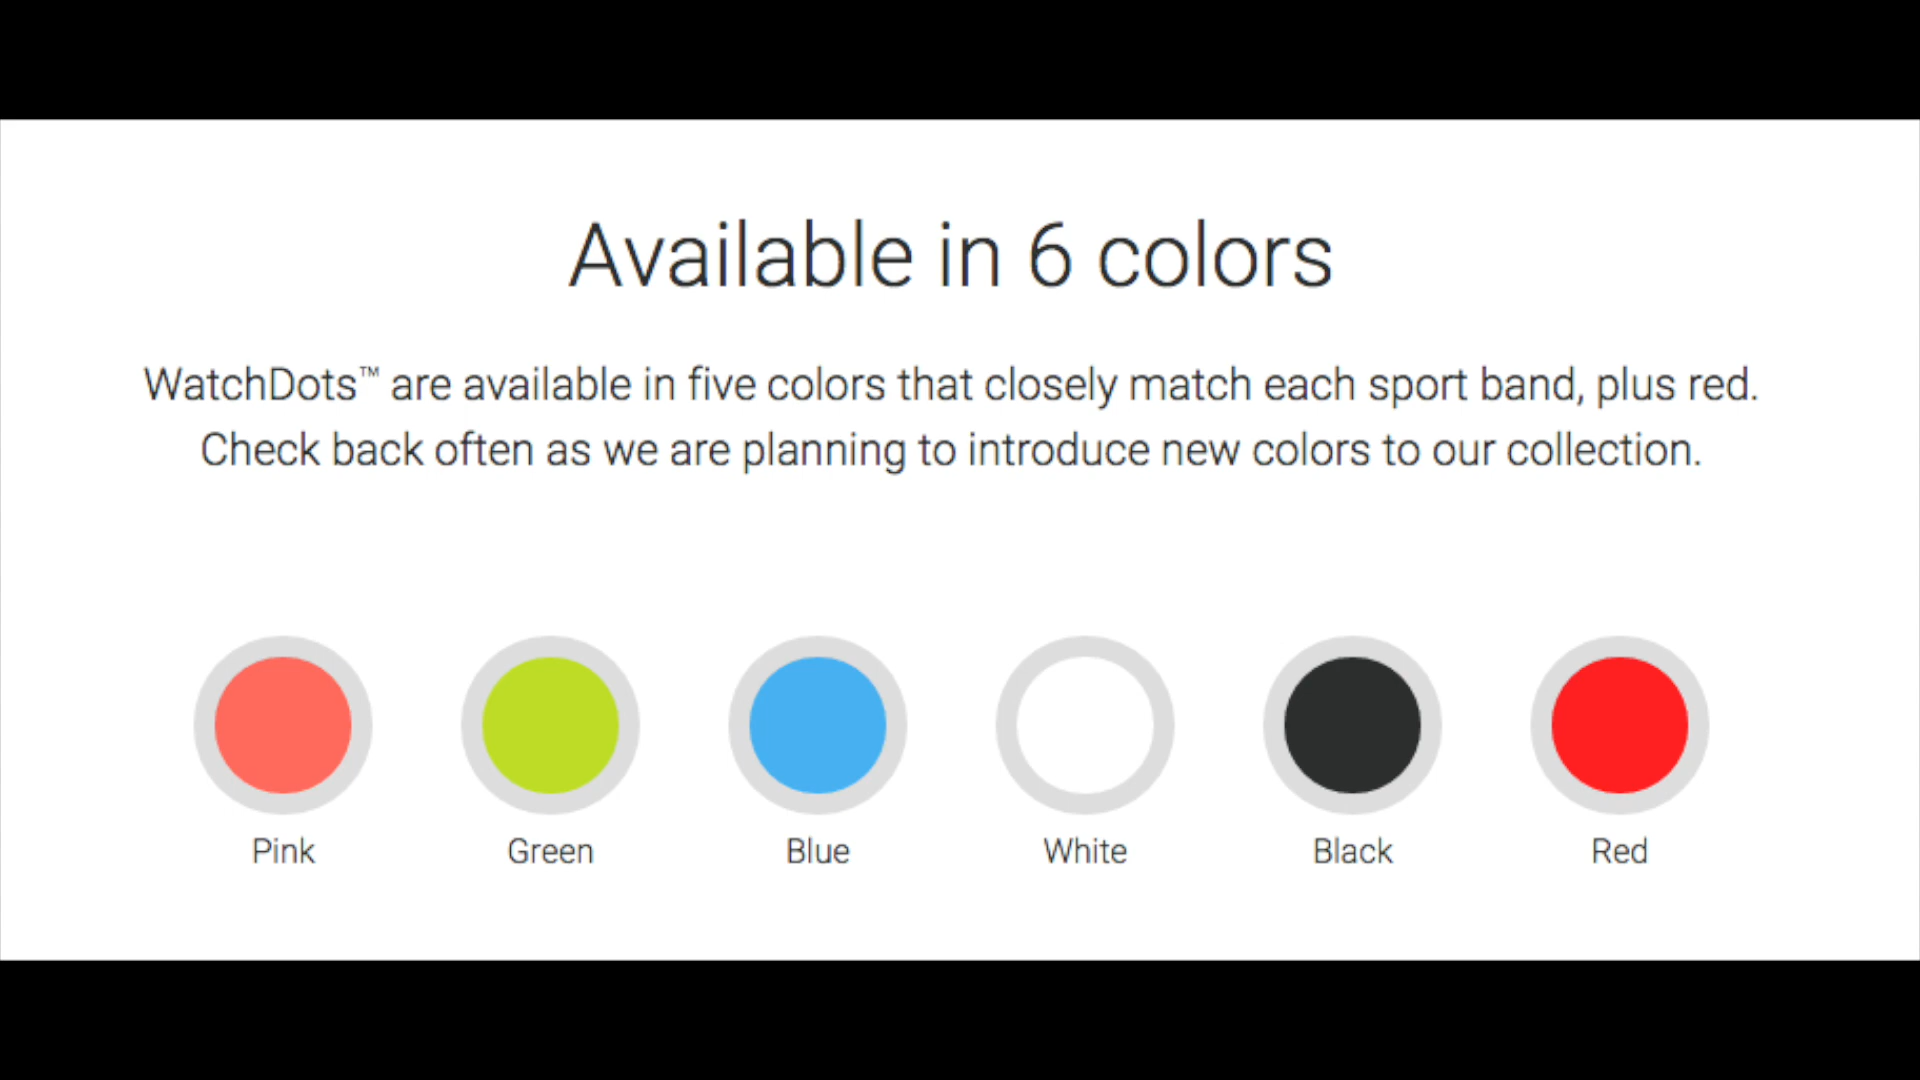 Available in 6 colors
WatchDots™ are available in five colors that closely match each sport band, plus red.
Check back often as we are planning to introduce new colors to our collection.
Pink Green Blue White Black Red